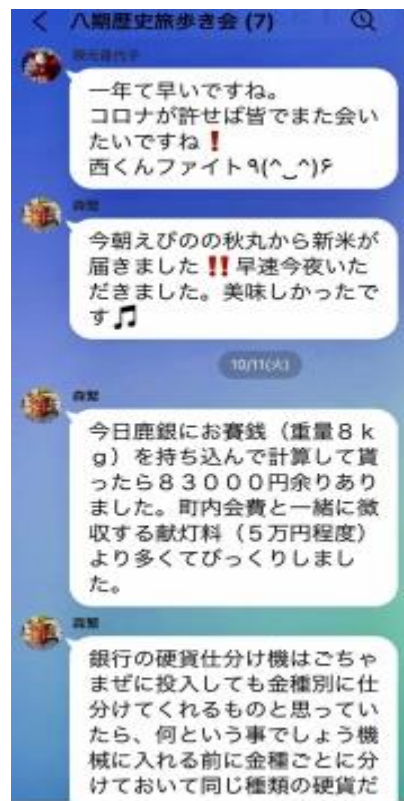 八期歴史旅歩き会 (7)
一年て早いですね。
コロナが許せば皆でまた会い
たいですね❗
西くんファイト٩(^‿^)۶
森繁
今朝えびのの秋丸から新米が
届きました‼️早速今夜いた
だきました。美味しかったで
す🎵
10/11(火)
森繁
今日鹿銀にお賽銭（重量８ｋ
ｇ）を持ち込んで計算して貰
ったら８３０００円余りあり
ました。町内会費と一緒に徴
収する献灯料（５万円程度）
より多くてびっくりしまし
た。
森繁
銀行の硬貨仕分け機はごちゃ
まぜに投入しても金種別に仕
分けてくれるものと思ってい
たら、何という事でしょう機
械に入れる前に金種ごとに分
けておいて同じ種類の硬貨だ